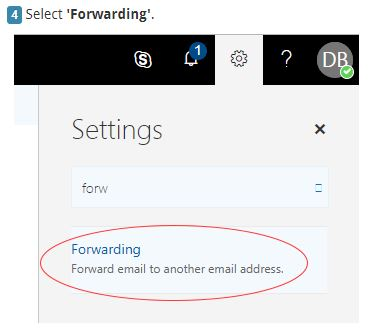 4 Select 'Forwarding'.
S 1 ? DB
Settings ×
forw
Forwarding
Forward email to another email address.